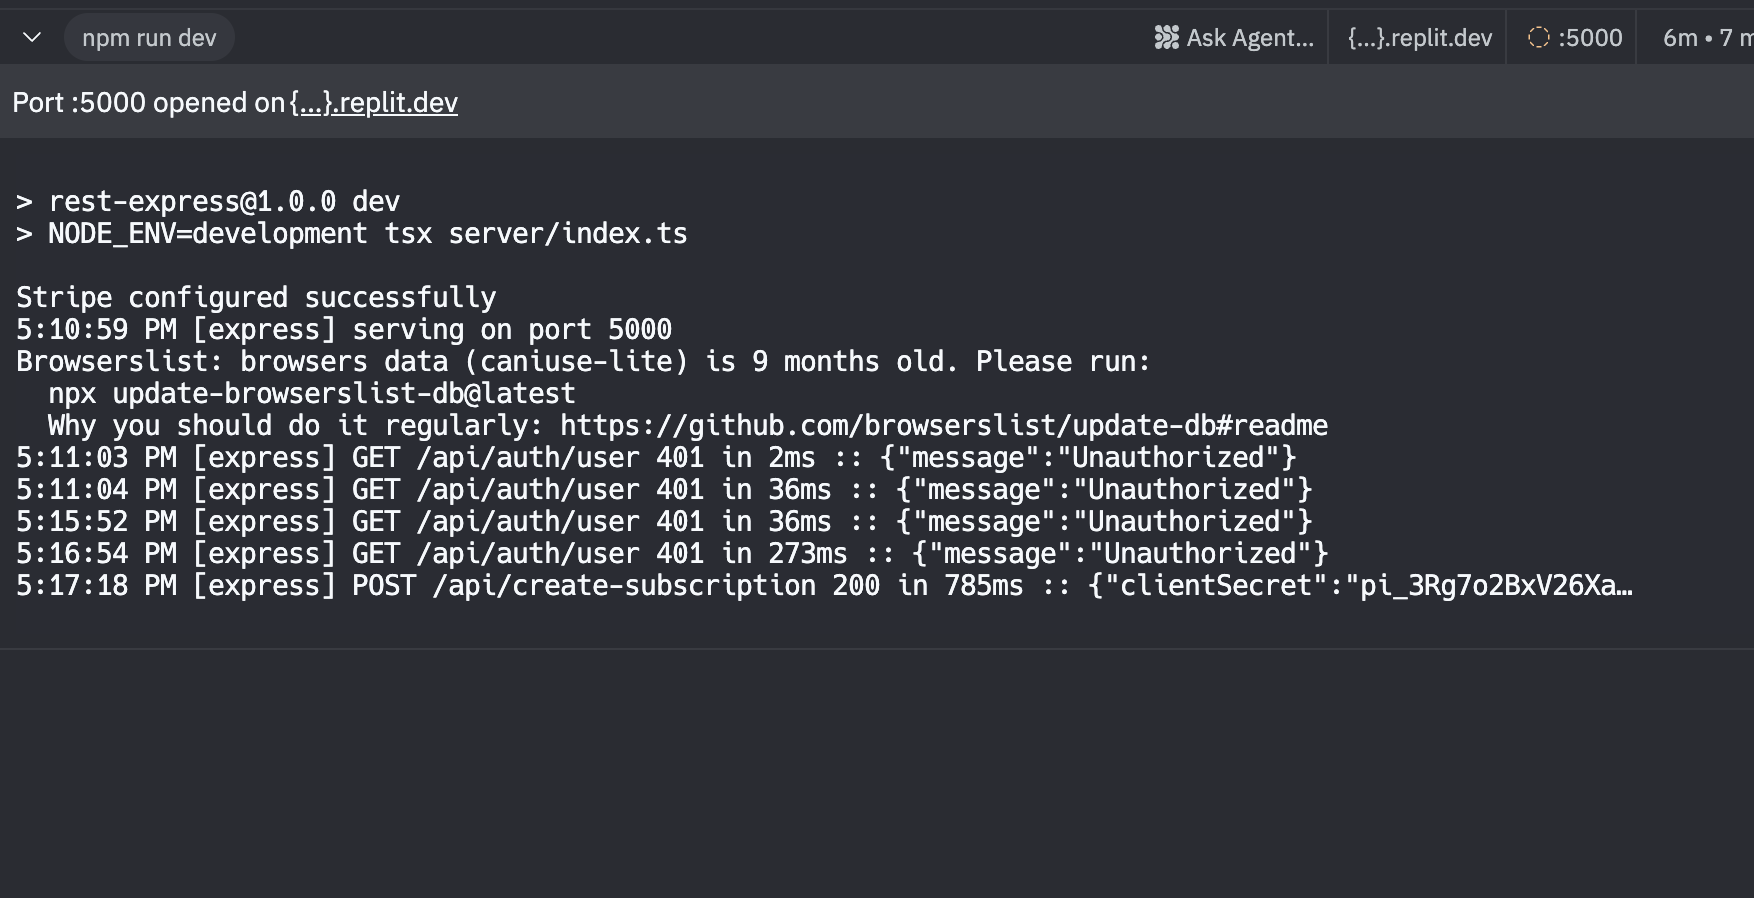 npm run dev
Ask Agent... {...}.replit.dev :5000 6m • 7 m
Port :5000 opened on {...}.replit.dev
> rest-express@1.0.0 dev
> NODE_ENV=development tsx server/index.ts
Stripe configured successfully
5:10:59 PM [express] serving on port 5000
Browserslist: browsers data (caniuse-lite) is 9 months old. Please run:
npx update-browserslist-db@latest
Why you should do it regularly: https://github.com/browserslist/update-db#readme
5:11:03 PM [express] GET /api/auth/user 401 in 2ms :: {"message":"Unauthorized"}
5:11:04 PM [express] GET /api/auth/user 401 in 36ms :: {"message":"Unauthorized"}
5:15:52 PM [express] GET /api/auth/user 401 in 36ms :: {"message":"Unauthorized"}
5:16:54 PM [express] GET /api/auth/user 401 in 273ms :: {"message":"Unauthorized"}
5:17:18 PM [express] POST /api/create-subscription 200 in 785ms :: {"clientSecret":"pi_3Rg7o2BxV26Xa…